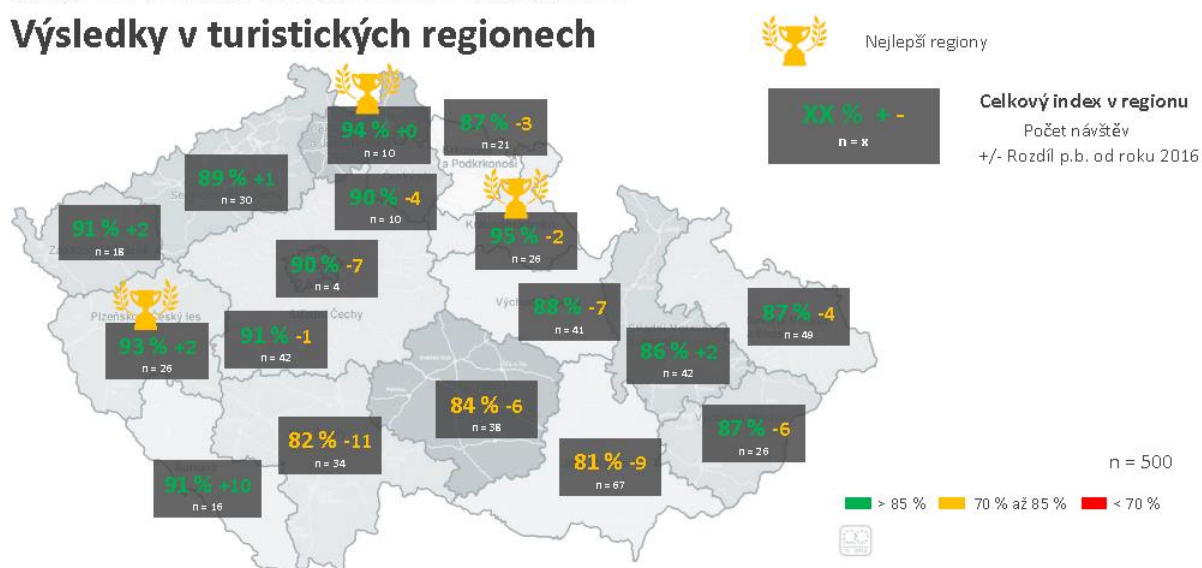 Výsledky v turistických regionech
Nejlepší regiony
XX % + -
n = x
Celkový index v regionu
Počet návštěv
+/- Rozdíl p.b. od roku 2016
94 % +0
n = 10
87 % -3
n = 21
a Podkrkonoší
89 % +1
n = 30
90 % -4
n = 10
91 % +2
n = 18
95 % -2
n = 26
90 % -7
n = 4
88 % -7
n = 41
87 % -4
n = 49
93 % +2
n = 26
91 % -1
n = 42
86 % +2
n = 42
84 % -6
n = 38
87 % -6
n = 26
82 % -11
n = 34
81 % -9
n = 67
91 % +10
n = 16
n = 500
> 85 %
70 % až 85 %
< 70 %